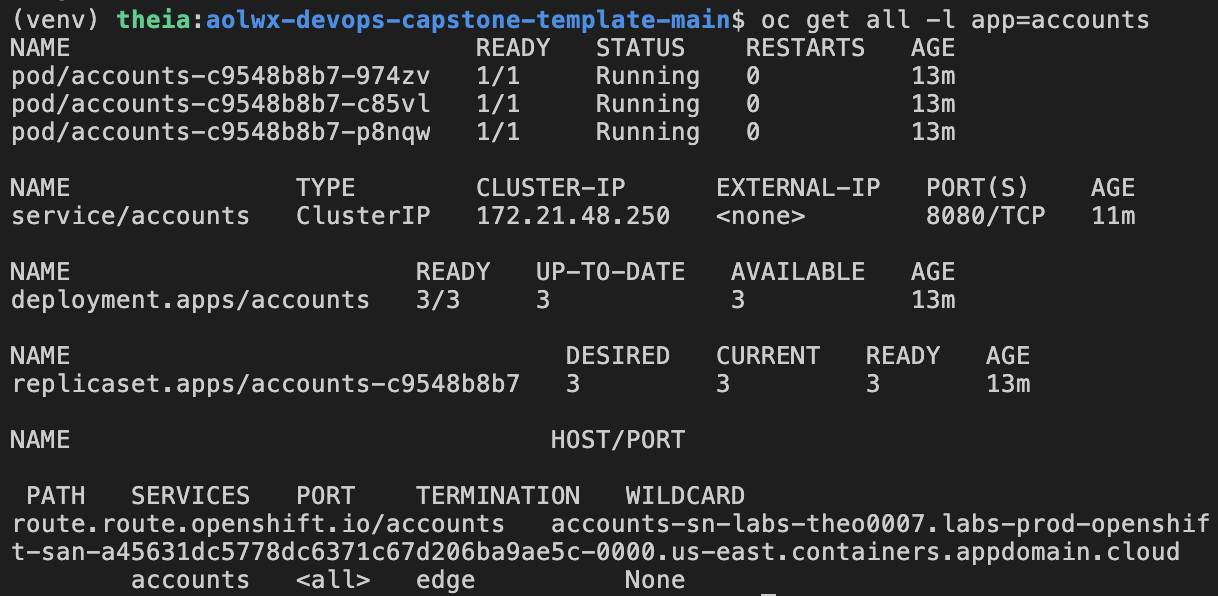 (venv) theia:aolwx-devops-capstone-template-main$ oc get all -l app=accounts
NAME READY STATUS RESTARTS AGE
pod/accounts-c9548b8b7-974zv 1/1 Running 0 13m
pod/accounts-c9548b8b7-c85vl 1/1 Running 0 13m
pod/accounts-c9548b8b7-p8nqw 1/1 Running 0 13m
NAME TYPE CLUSTER-IP EXTERNAL-IP PORT(S) AGE
service/accounts ClusterIP 172.21.48.250 <none> 8080/TCP 11m
NAME READY UP-TO-DATE AVAILABLE AGE
deployment.apps/accounts 3/3 3 3 13m
NAME DESIRED CURRENT READY AGE
replicaset.apps/accounts-c9548b8b7 3 3 3 13m
NAME HOST/PORT
PATH SERVICES PORT TERMINATION WILDCARD
route.route.openshift.io/accounts accounts-sn-labs-theo0007.labs-prod-openshif
t-san-a45631dc5778dc6371c67d206ba9ae5c-0000.us-east.containers.appdomain.cloud
accounts <all> edge None